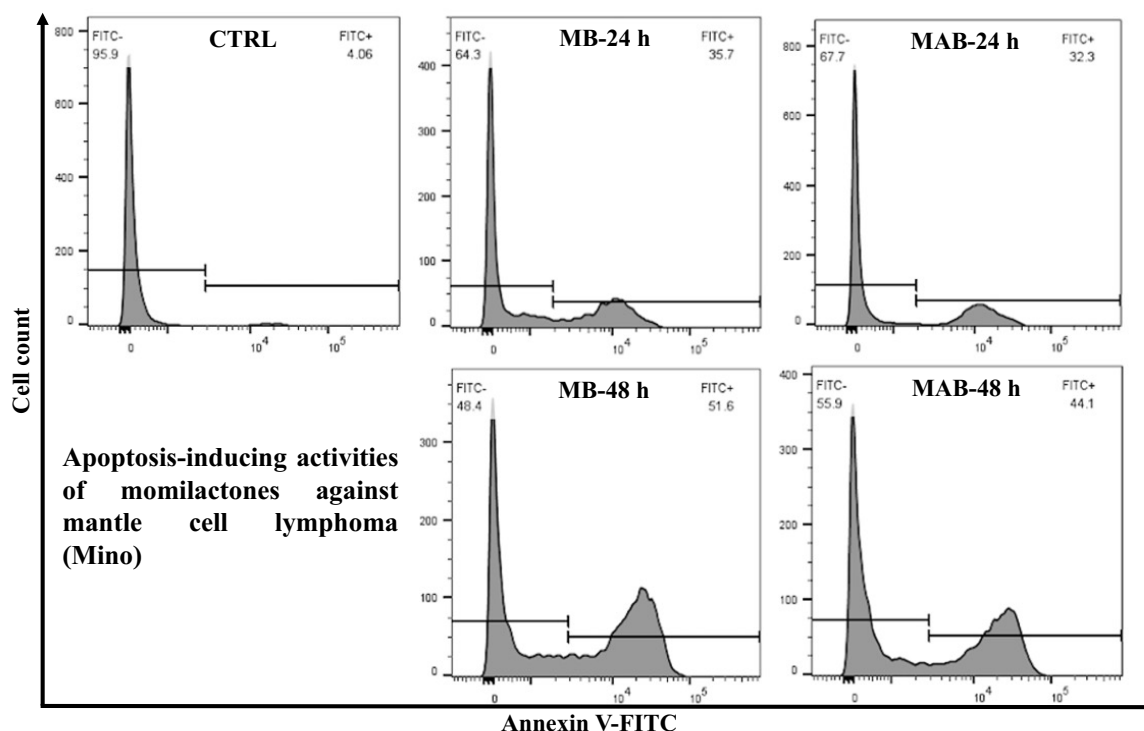 CTRL
FITC-
95.9
FITC+
4.06
800
600
400
200
0
0
10^4
10^5
MB-24 h
FITC-
64.3
FITC+
35.7
400
300
200
100
0
0
10^4
10^5
MAB-24 h
FITC-
67.7
FITC+
32.3
800
600
400
200
0
0
10^4
10^5
Apoptosis-inducing activities
of momilactones against
mantle cell lymphoma
(Mino)
MB-48 h
FITC-
48.4
FITC+
51.6
300
200
100
0
0
10^4
10^5
MAB-48 h
FITC-
55.9
FITC+
44.1
400
300
200
100
0
0
10^4
10^5
Cell count
Annexin V-FITC